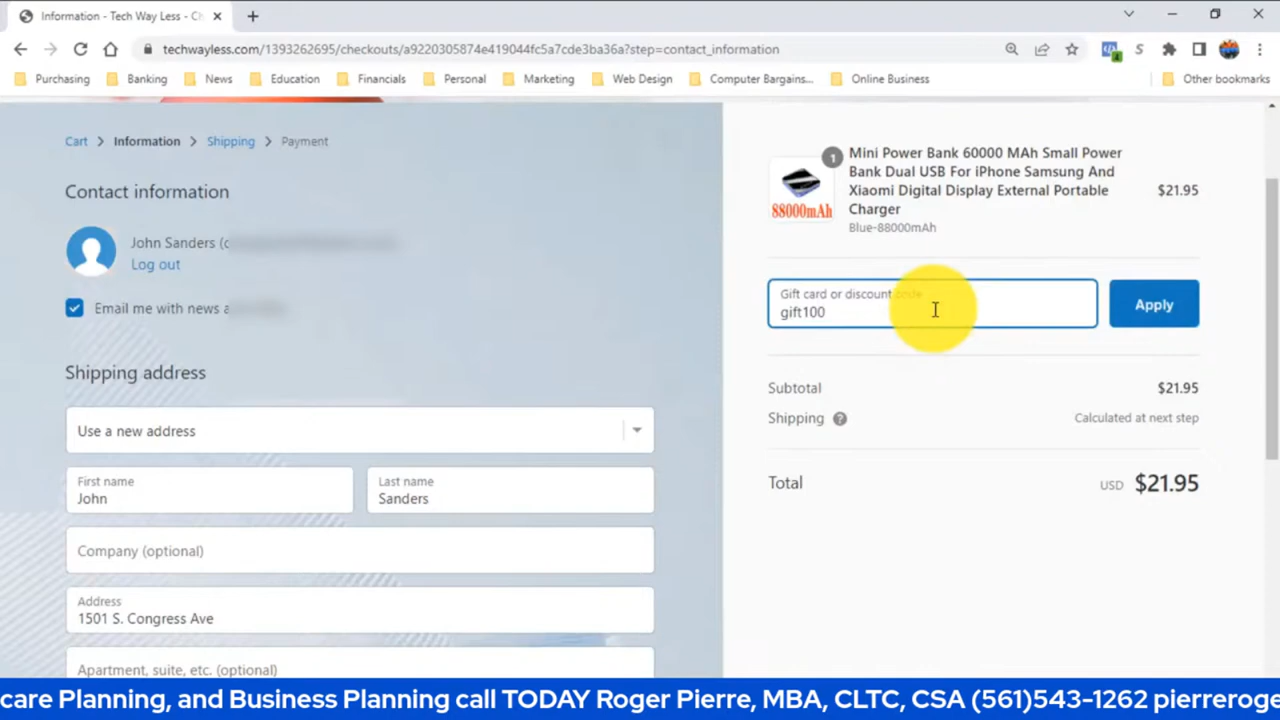 Information - Tech Way Less - Ch
techwayless.com/1393262695/checkouts/a9220305874e419044fc5a7cde3ba36a?step=contact_information
Purchasing Banking News Education Financials Personal Marketing Web Design Computer Bargains... Online Business Other bookmarks
Cart > Information > Shipping > Payment
Contact information
John Sanders (c
Log out
Email me with news a
Shipping address
Use a new address
First name
John
Last name
Sanders
Company (optional)
Address
1501 S. Congress Ave
Apartment, suite, etc. (optional)
1
88000mAh
Mini Power Bank 60000 MAh Small Power
Bank Dual USB For iPhone Samsung And
Xiaomi Digital Display External Portable
Charger
Blue-88000mAh
$21.95
Gift card or discount code
gift100
Apply
Subtotal $21.95
Shipping ? Calculated at next step
Total USD $21.95
care Planning, and Business Planning call TODAY Roger Pierre, MBA, CLTC, CSA (561)543-1262 pierreroge